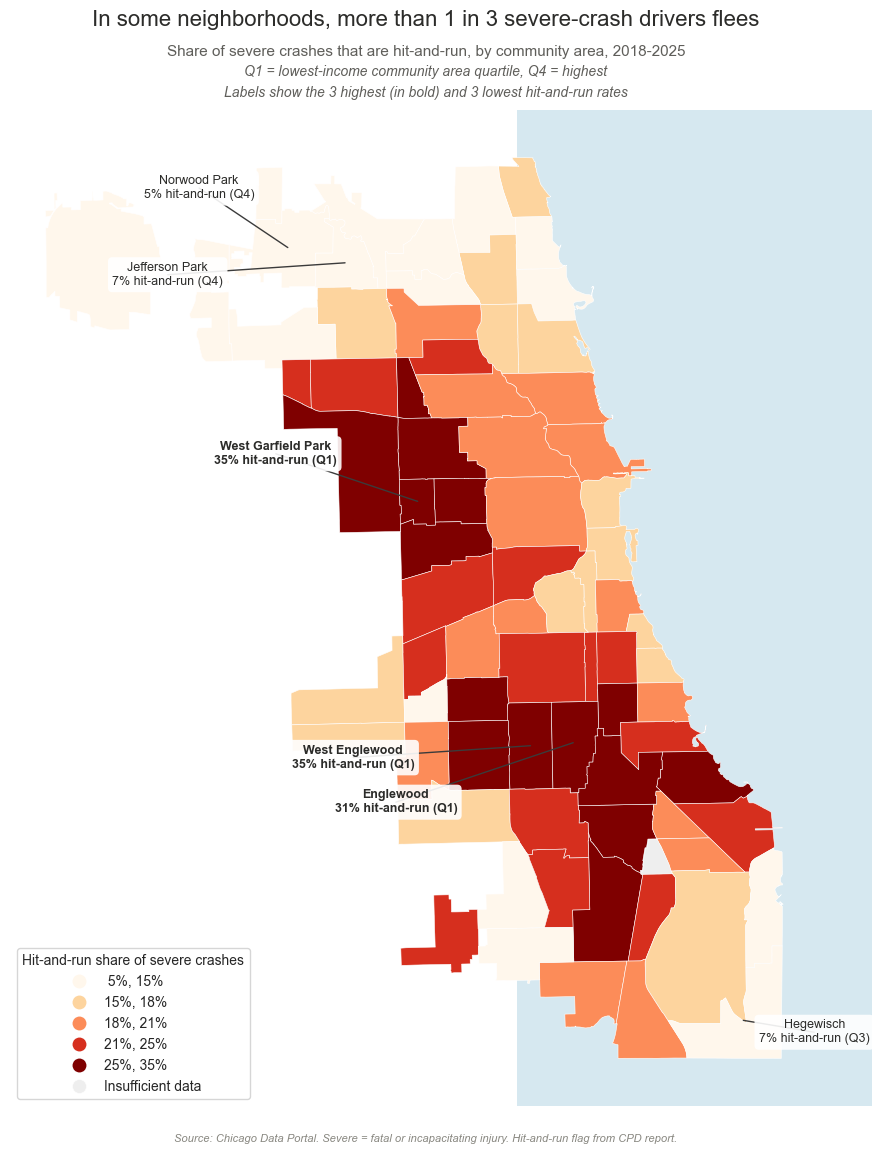 In some neighborhoods, more than 1 in 3 severe-crash drivers flees
Share of severe crashes that are hit-and-run, by community area, 2018-2025
Q1 = lowest-income community area quartile, Q4 = highest
Labels show the 3 highest (in bold) and 3 lowest hit-and-run rates
Norwood Park
5% hit-and-run (Q4)
Jefferson Park
7% hit-and-run (Q4)
West Garfield Park
35% hit-and-run (Q1)
West Englewood
35% hit-and-run (Q1)
Englewood
31% hit-and-run (Q1)
Hegewisch
7% hit-and-run (Q3)
Hit-and-run share of severe crashes
5%, 15%
15%, 18%
18%, 21%
21%, 25%
25%, 35%
Insufficient data
Source: Chicago Data Portal. Severe = fatal or incapacitating injury. Hit-and-run flag from CPD report.